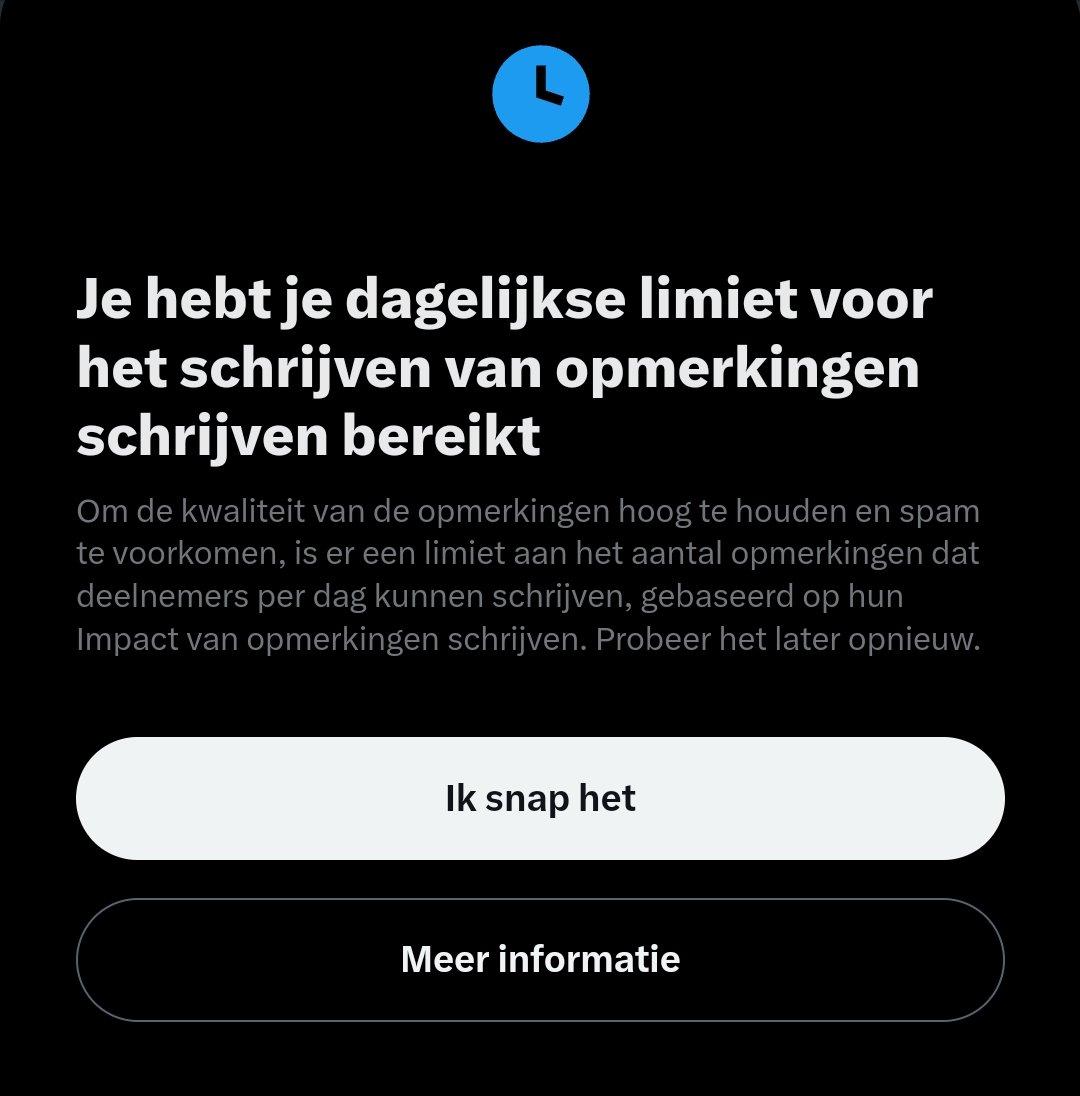 Je hebt je dagelijkse limiet voor
het schrijven van opmerkingen
schrijven bereikt
Om de kwaliteit van de opmerkingen hoog te houden en spam
te voorkomen, is er een limiet aan het aantal opmerkingen dat
deelnemers per dag kunnen schrijven, gebaseerd op hun
Impact van opmerkingen schrijven. Probeer het later opnieuw.
Ik snap het
Meer informatie